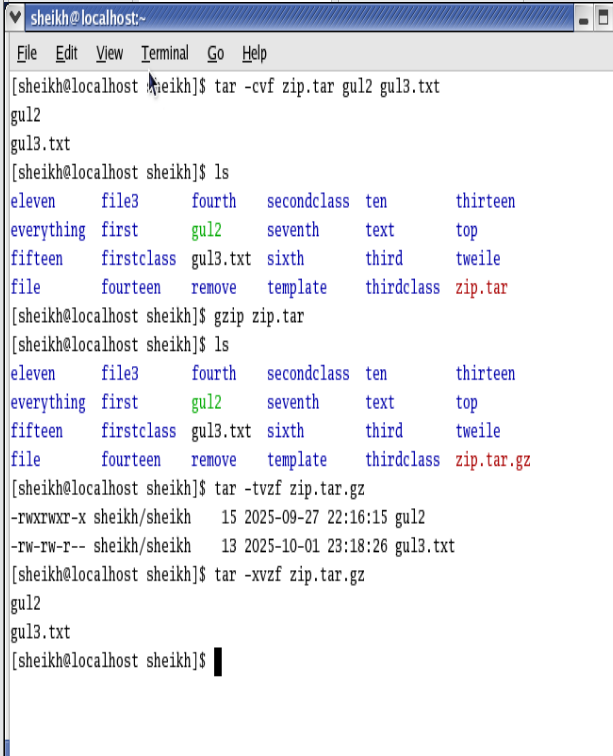 sheikh@localhost:~
File Edit View Terminal Go Help
[sheikh@localhost sheikh]$ tar -cvf zip.tar gul2 gul3.txt
gul2
gul3.txt
[sheikh@localhost sheikh]$ ls
eleven file3 fourth secondclass ten thirteen
everything first gul2 seventh text top
fifteen firstclass gul3.txt sixth third tweile
file fourteen remove template thirdclass zip.tar
[sheikh@localhost sheikh]$ gzip zip.tar
[sheikh@localhost sheikh]$ ls
eleven file3 fourth secondclass ten thirteen
everything first gul2 seventh text top
fifteen firstclass gul3.txt sixth third tweile
file fourteen remove template thirdclass zip.tar.gz
[sheikh@localhost sheikh]$ tar -tvzf zip.tar.gz
-rwxrwxr-x sheikh/sheikh 15 2025-09-27 22:16:15 gul2
-rw-rw-r-- sheikh/sheikh 13 2025-10-01 23:18:26 gul3.txt
[sheikh@localhost sheikh]$ tar -xvzf zip.tar.gz
gul2
gul3.txt
[sheikh@localhost sheikh]$